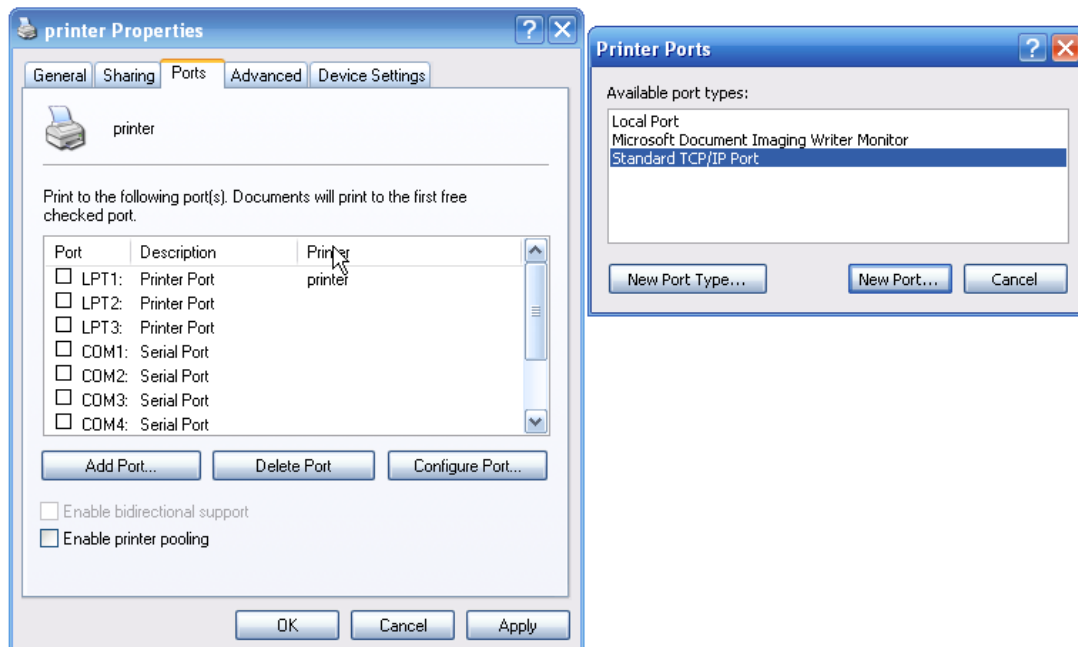 printer Properties
General Sharing Ports Advanced Device Settings
printer
Print to the following port(s). Documents will print to the first free
checked port.
Port Description Printer
LPT1: Printer Port printer
LPT2: Printer Port
LPT3: Printer Port
COM1: Serial Port
COM2: Serial Port
COM3: Serial Port
COM4: Serial Port
Add Port... Delete Port Configure Port...
Enable bidirectional support
Enable printer pooling
OK Cancel Apply
Printer Ports
Available port types:
Local Port
Microsoft Document Imaging Writer Monitor
Standard TCP/IP Port
New Port Type... New Port... Cancel